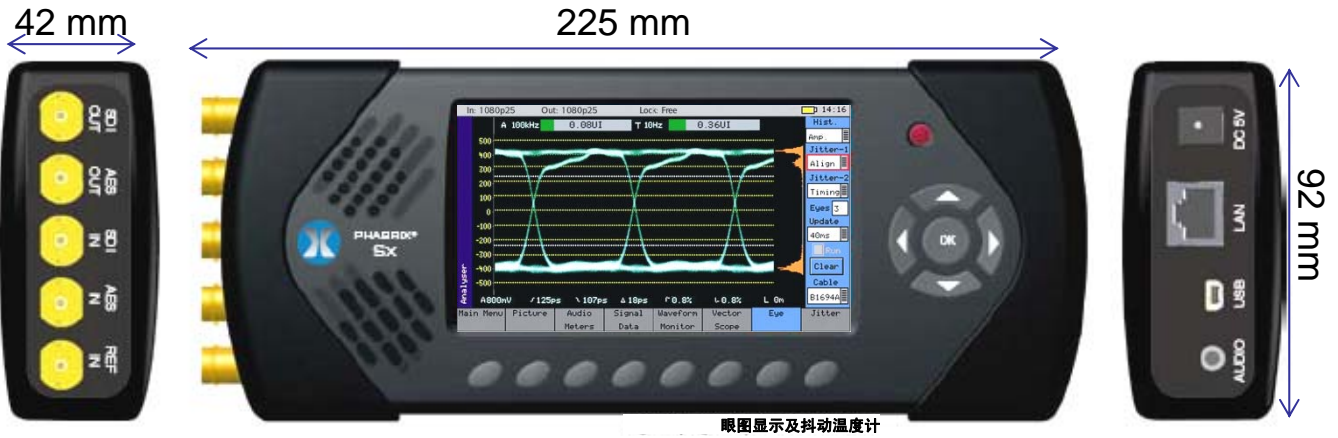 42 mm
225 mm
92 mm
SDI OUT
AES OUT
SDI IN
AES IN
REF IN
PHABRIX®
Sx
In: 1080p25 Out: 1080p25 Lock: Free 14:16
A 100kHz 0.08UI T 10Hz 0.36UI
Hist.
Amp.
Jitter-1
Align
Jitter-2
Timing
Eyes 3
Update
40ms
Run
Clear
Cable
B1694A
500
400
300
200
100
0
-100
-200
-300
-400
-500
Analyser
A800mV /125ps \107ps Δ18ps 0.8% 0.8% L 0m
Main Menu Picture Audio Meters Signal Data Waveform Monitor Vector Scope Eye Jitter
OK
DC 5V
LAN
USB
AUDIO
眼图显示及抖动温度计